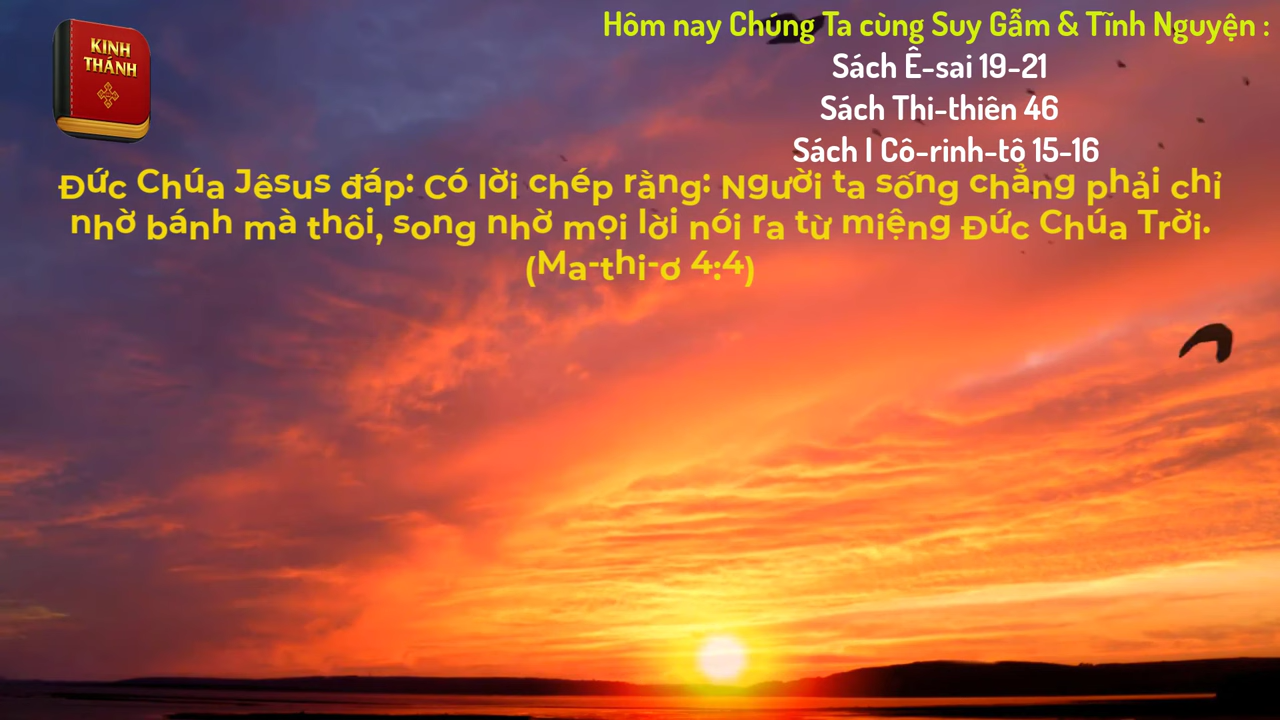 KINH
THÁNH
Hôm nay Chúng Ta cùng Suy Gẫm & Tĩnh Nguyện :
Sách Ê-sai 19-21
Sách Thi-thiên 46
Sách I Cô-rinh-tô 15-16
Đức Chúa Jêsus đáp: Có lời chép rằng: Người ta sống chẳng phải chỉ
nhờ bánh mà thôi, song nhờ mọi lời nói ra từ miệng Đức Chúa Trời.
(Ma-thi-ơ 4:4)